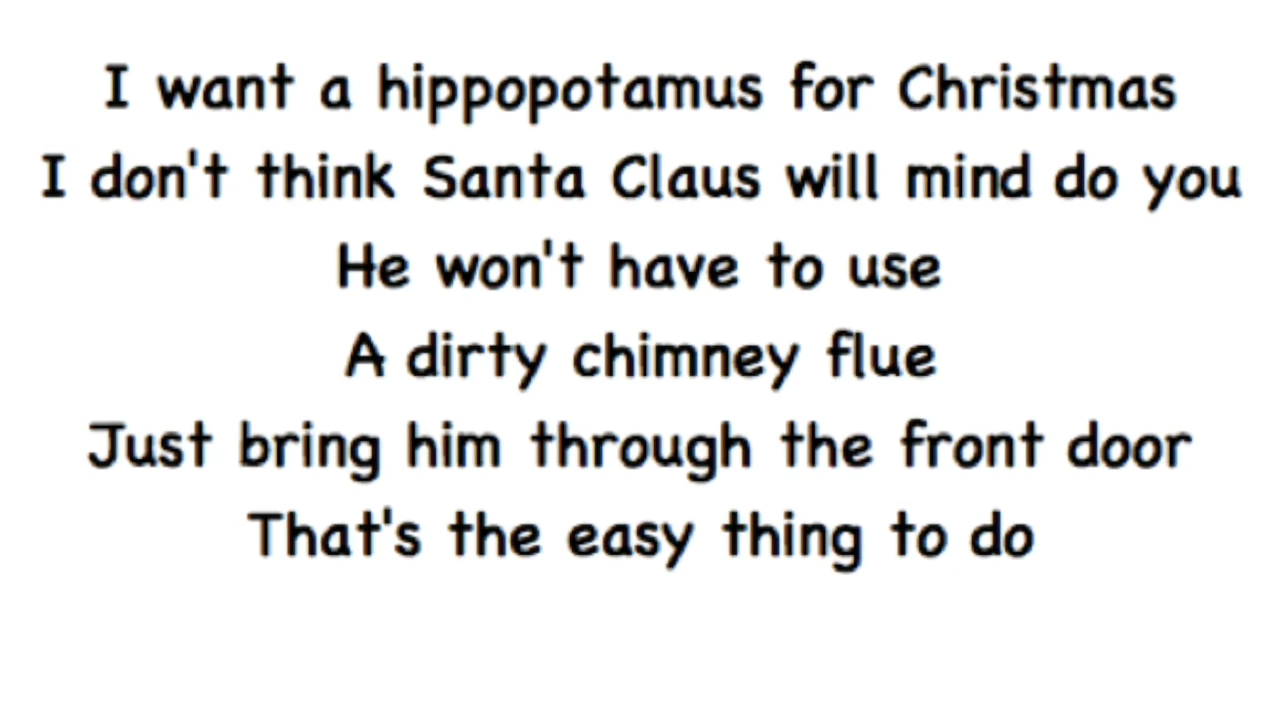 I want a hippopotamus for Christmas
I don't think Santa Claus will mind do you
He won't have to use
A dirty chimney flue
Just bring him through the front door
That's the easy thing to do